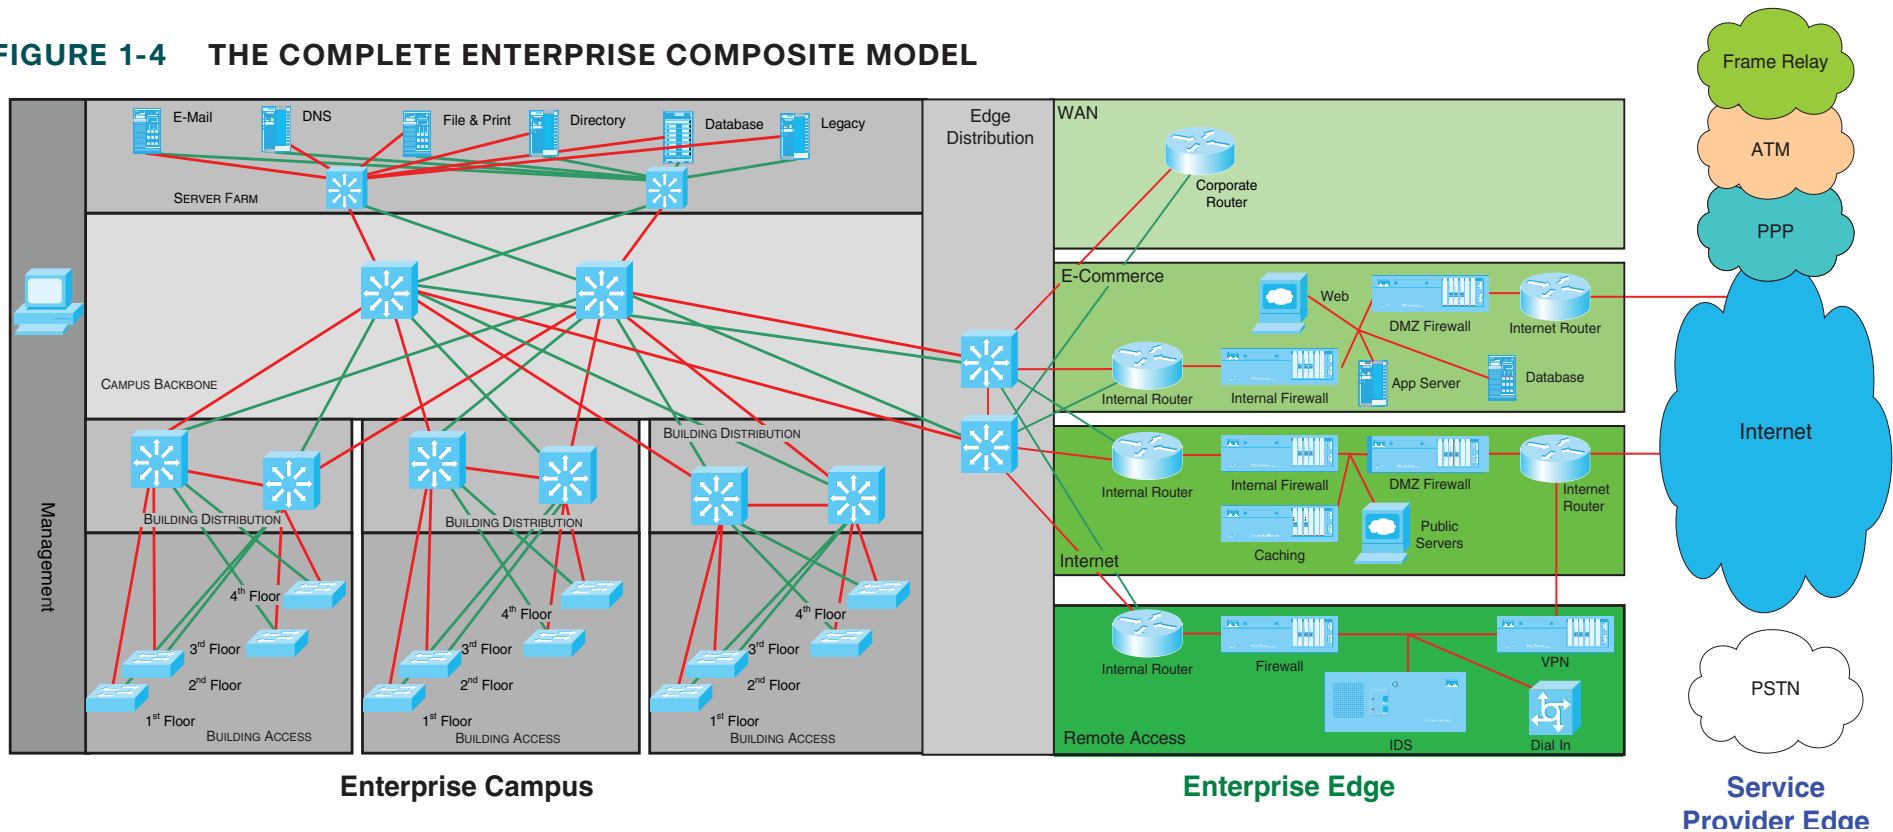 FIGURE 1-4 THE COMPLETE ENTERPRISE COMPOSITE MODEL
Management
E-Mail
DNS
File & Print
Directory
Database
Legacy
SERVER FARM
CAMPUS BACKBONE
BUILDING DISTRIBUTION
BUILDING DISTRIBUTION
BUILDING DISTRIBUTION
4th Floor
3rd Floor
2nd Floor
1st Floor
BUILDING ACCESS
4th Floor
3rd Floor
2nd Floor
1st Floor
BUILDING ACCESS
4th Floor
3rd Floor
2nd Floor
1st Floor
BUILDING ACCESS
Edge
Distribution
WAN
Corporate
Router
E-Commerce
Web
DMZ Firewall
Internet Router
Internal Router
Internal Firewall
App Server
Database
Internal Router
Internal Firewall
DMZ Firewall
Internet
Router
Caching
Public
Servers
Internet
Internal Router
Firewall
VPN
IDS
Dial In
Remote Access
Frame Relay
ATM
PPP
Internet
PSTN
Enterprise Campus
Enterprise Edge
Service
Provider Edge